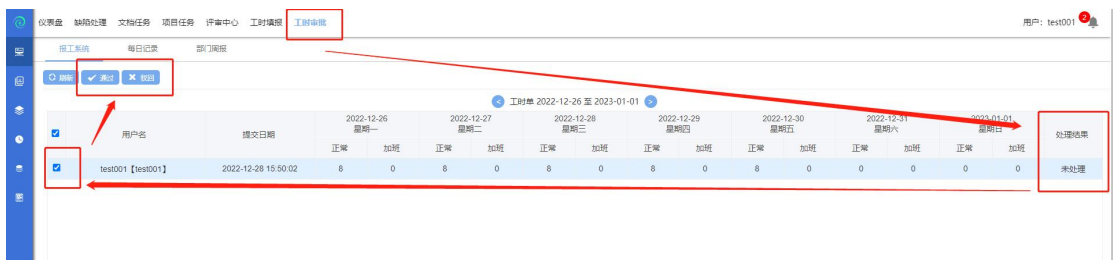 仪表盘 缺陷处理 文档任务 项目任务 评审中心 工时填报 工时审批 用户：test001 2
报工系统 每日记录 部门周报
刷新 通过 驳回
工时单 2022-12-26 至 2023-01-01
用户名 提交日期 2022-12-26 2022-12-27 2022-12-28 2022-12-29 2022-12-30 2022-12-31 2023-01-01 处理结果
星期一 星期二 星期三 星期四 星期五 星期六 星期日
正常 加班 正常 加班 正常 加班 正常 加班 正常 加班 正常 加班 正常 加班
test001【test001】 2022-12-28 15:50:02 8 0 8 0 8 0 8 0 8 0 0 0 0 0 未处理